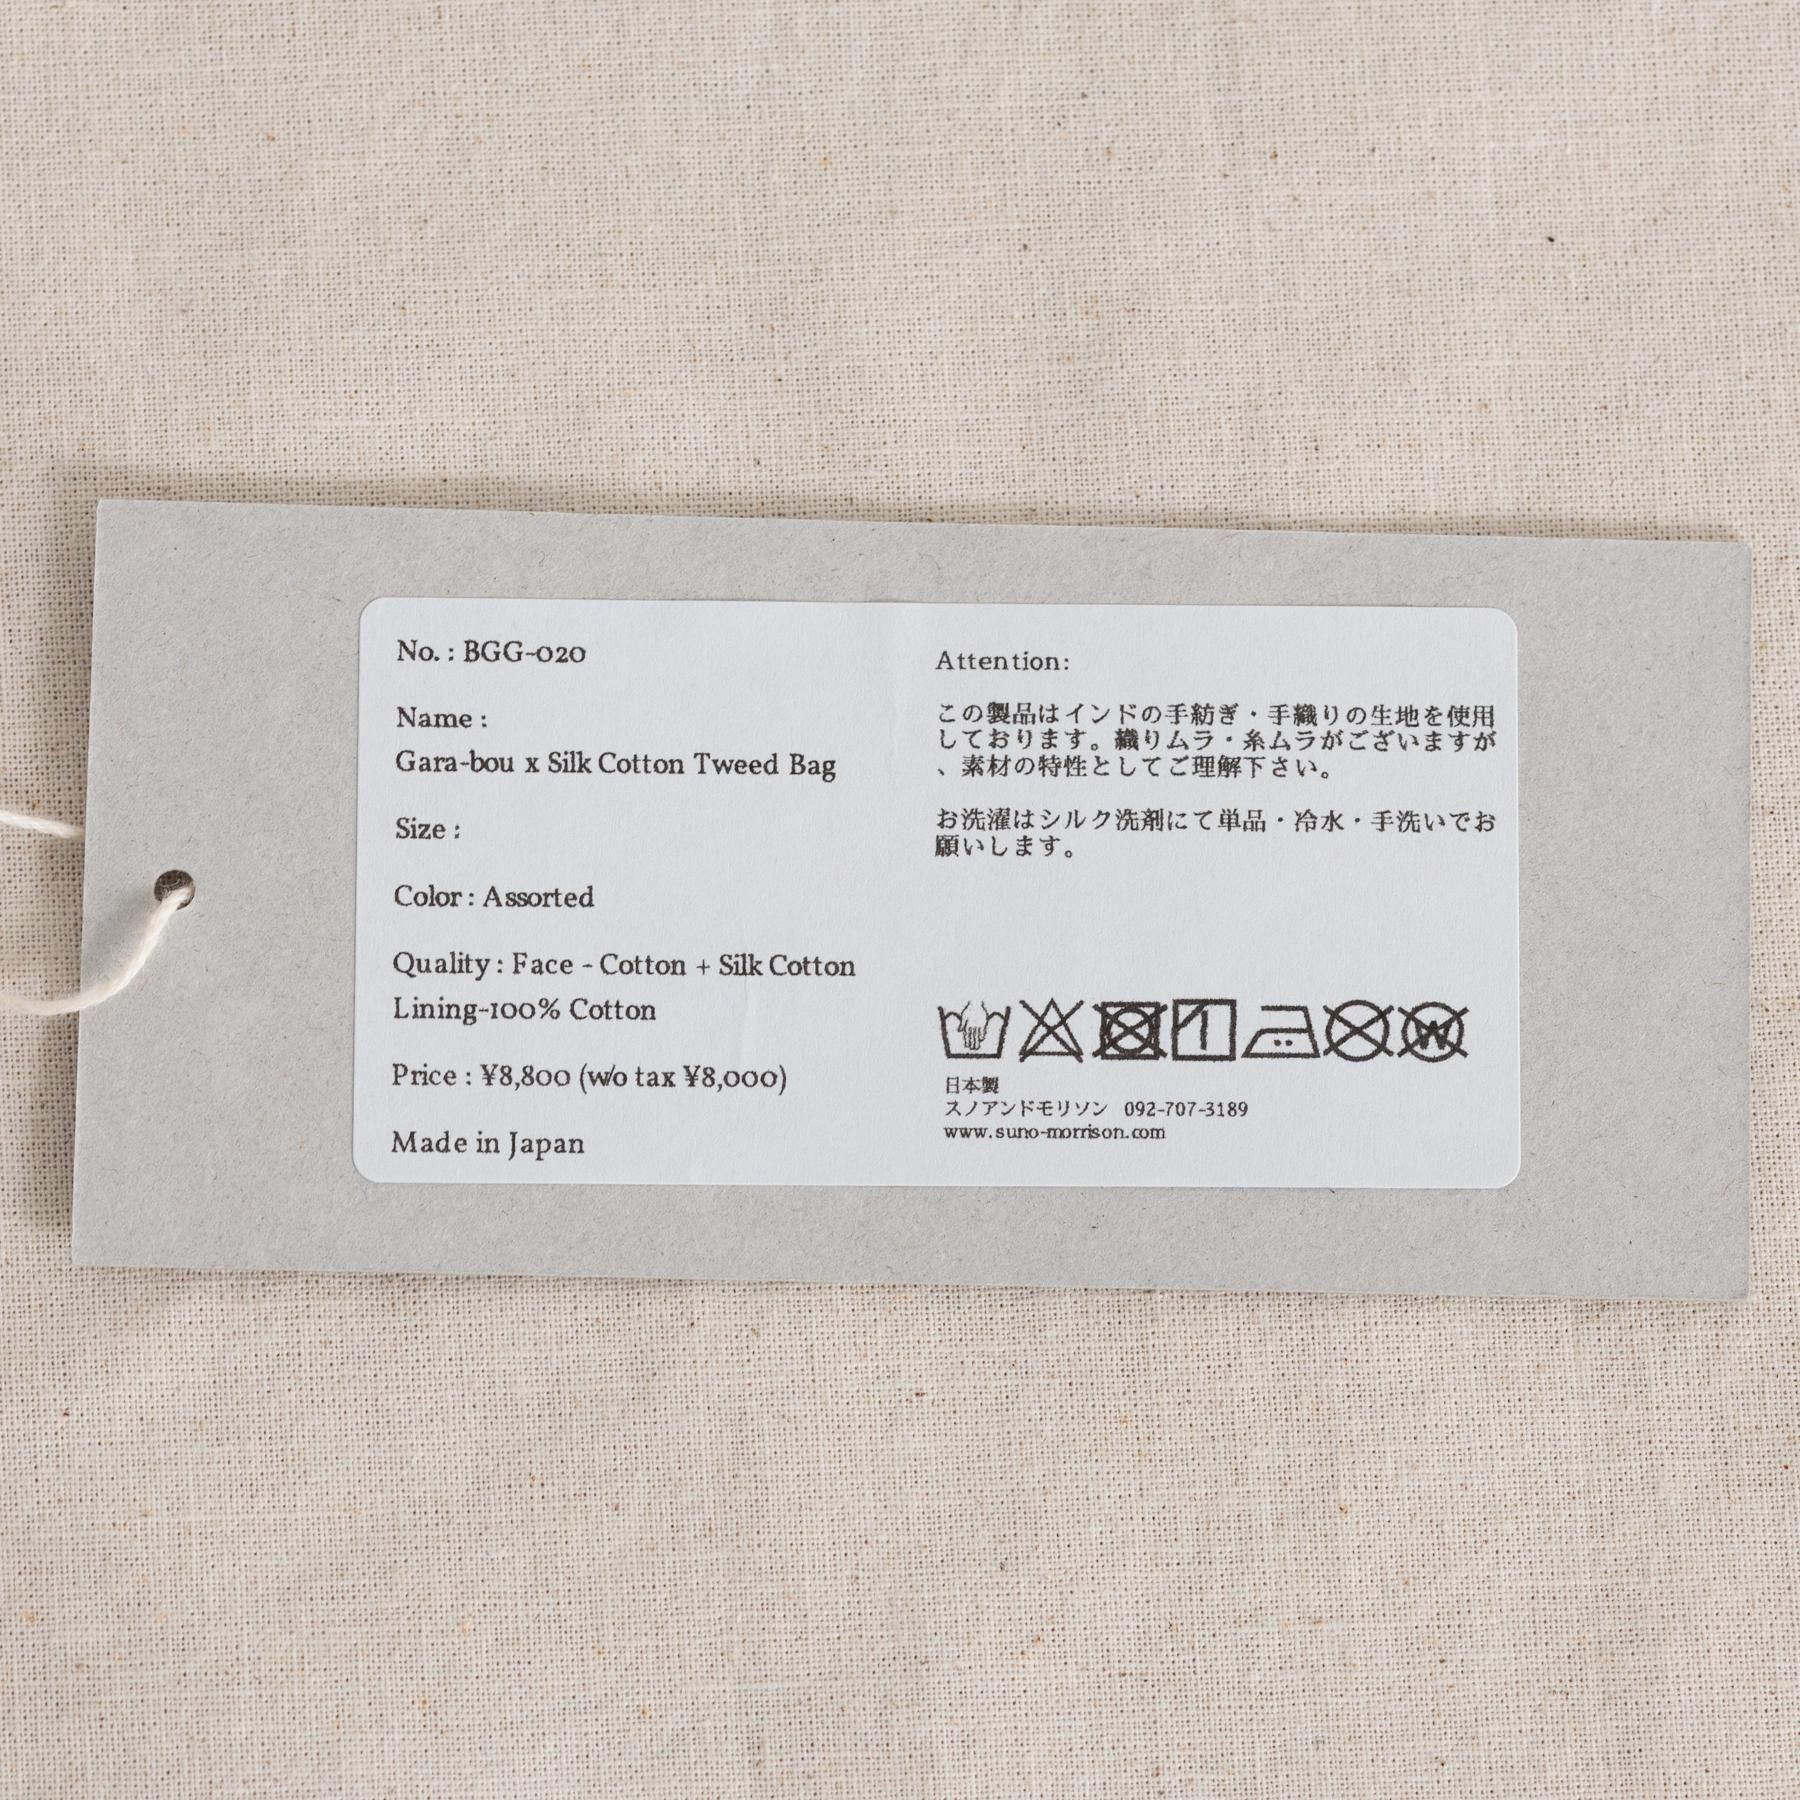 No. : BGG-020
Name :
Gara-bou x Silk Cotton Tweed Bag
Size :
Color : Assorted
Quality : Face - Cotton + Silk Cotton
Lining-100% Cotton
Price : ¥8,800 (w/o tax ¥8,000)
Made in Japan
Attention:
この製品はインドの手紡ぎ・手織りの生地を使用
しております。織りムラ・糸ムラがございますが
、素材の特性としてご理解下さい。
お洗濯はシルク洗剤にて単品・冷水・手洗いでお
願いします。
W
日本製
スノアンドモリソン 092-707-3189
www.suno-morrison.com